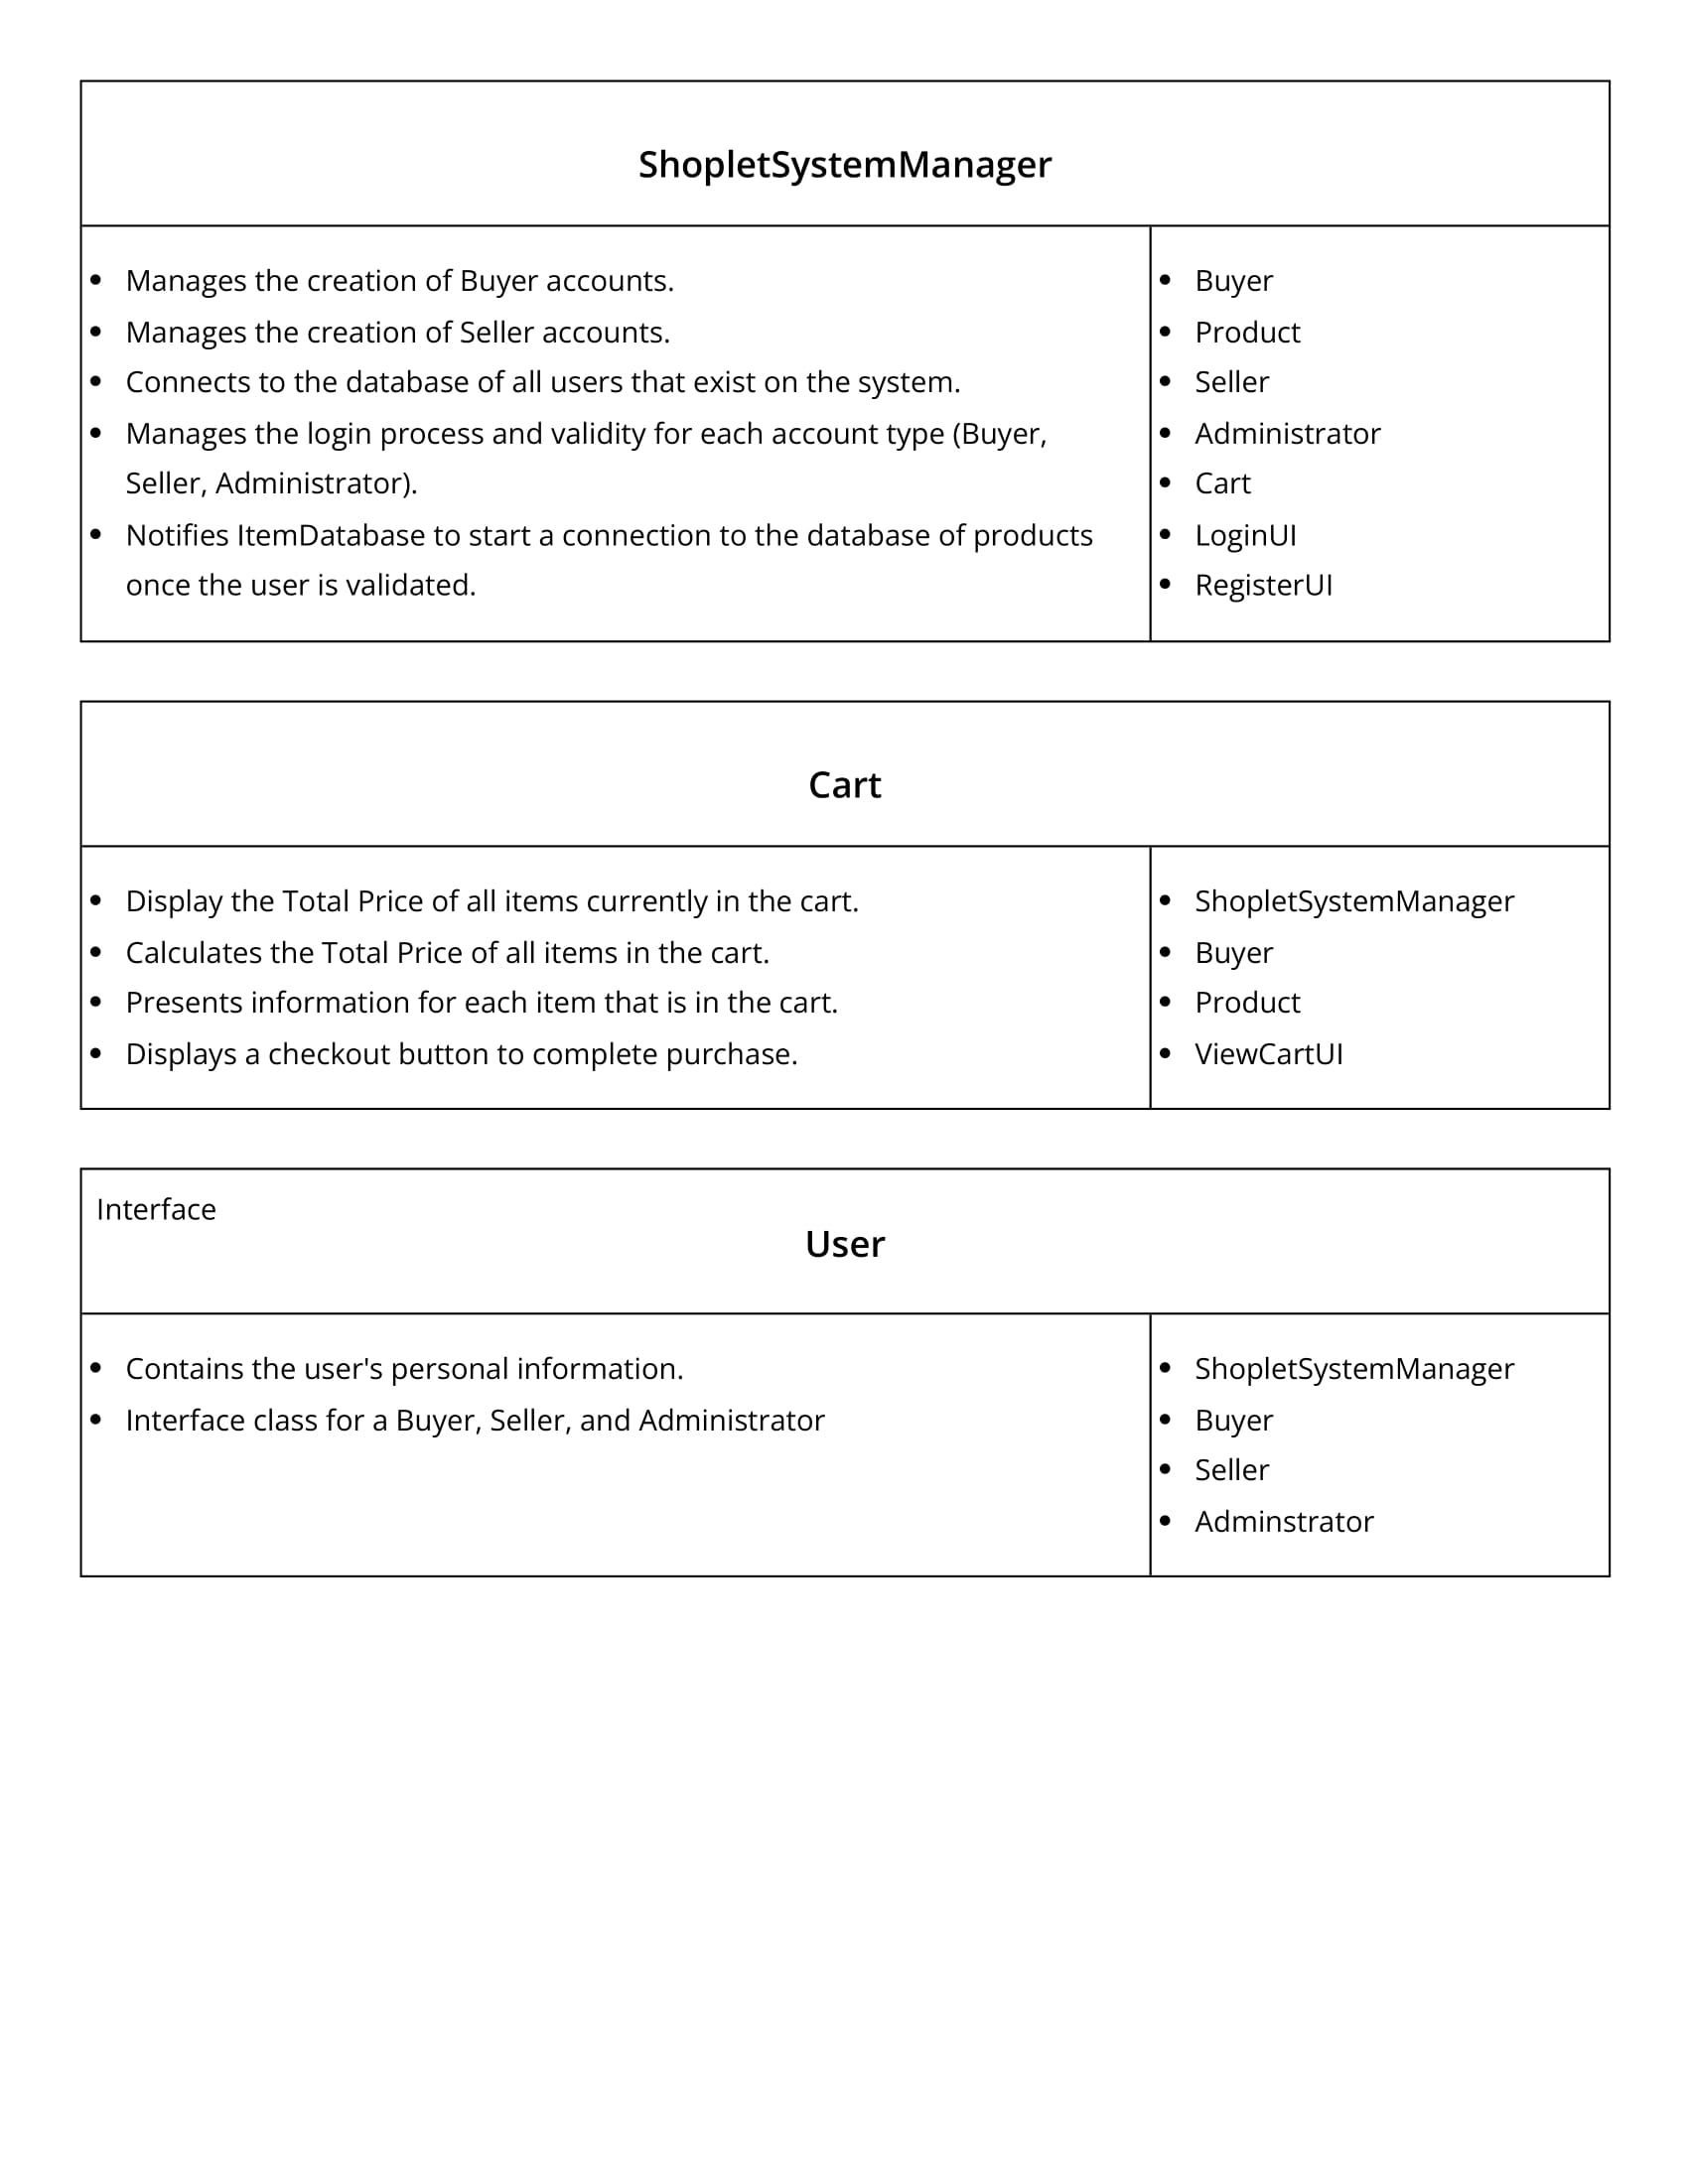 ShopletSystemManager
• Manages the creation of Buyer accounts.
• Manages the creation of Seller accounts.
• Connects to the database of all users that exist on the system.
• Manages the login process and validity for each account type (Buyer,
Seller, Administrator).
• Notifies ItemDatabase to start a connection to the database of products
once the user is validated.
• Buyer
• Product
• Seller
• Administrator
• Cart
• LoginUI
• RegisterUI
Cart
• Display the Total Price of all items currently in the cart.
• Calculates the Total Price of all items in the cart.
• Presents information for each item that is in the cart.
• Displays a checkout button to complete purchase.
• ShopletSystemManager
• Buyer
• Product
• ViewCartUI
Interface
User
• Contains the user's personal information.
• Interface class for a Buyer, Seller, and Administrator
• ShopletSystemManager
• Buyer
• Seller
• Adminstrator